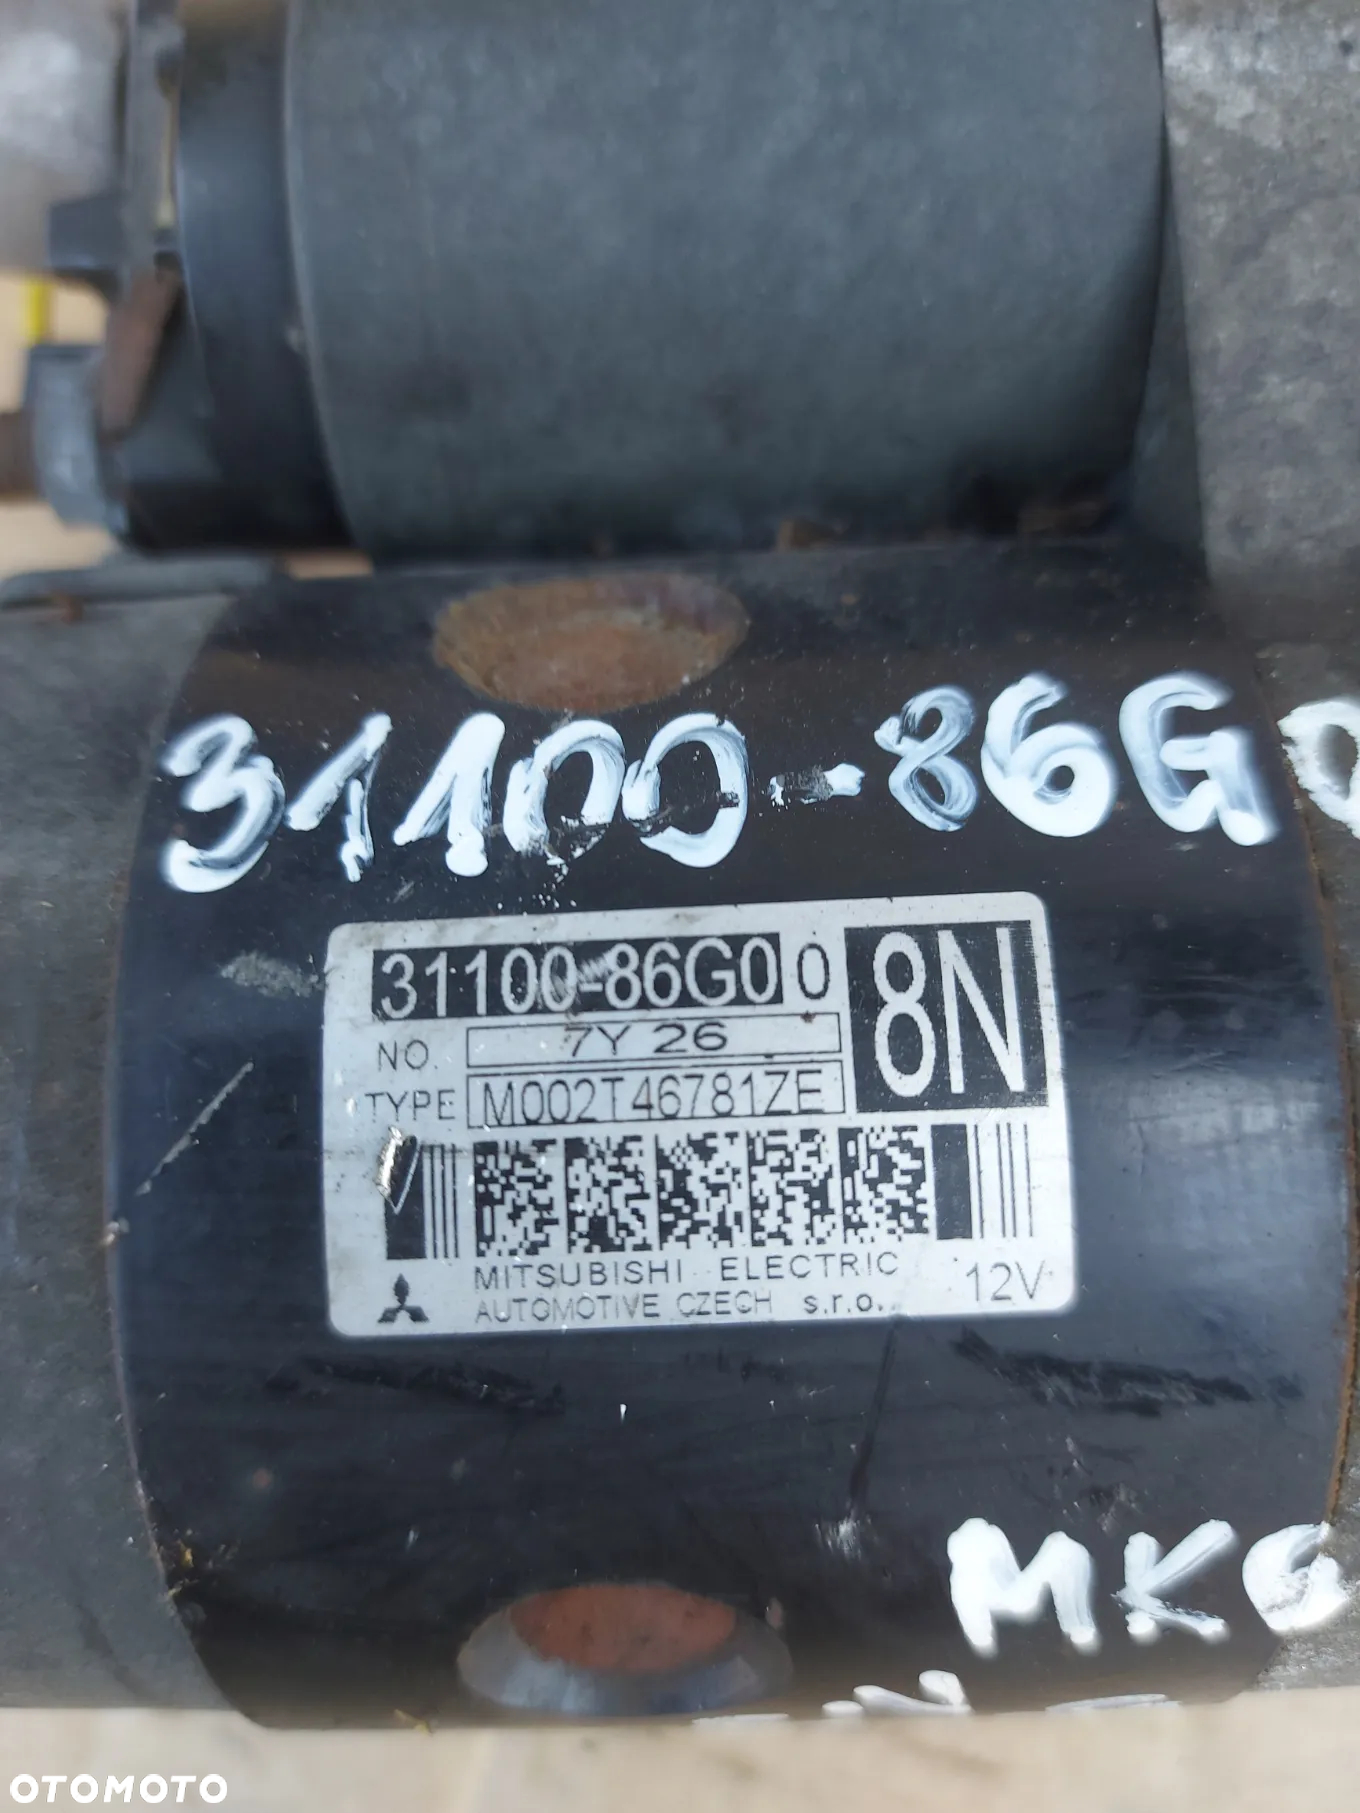 31100-86G0
31100-86G0 0
8N
NO. 7Y 26
TYPE M002T46781ZE
MITSUBISHI ELECTRIC
AUTOMOTIVE CZECH s.r.o.
12V
MKG
OTOMOTO